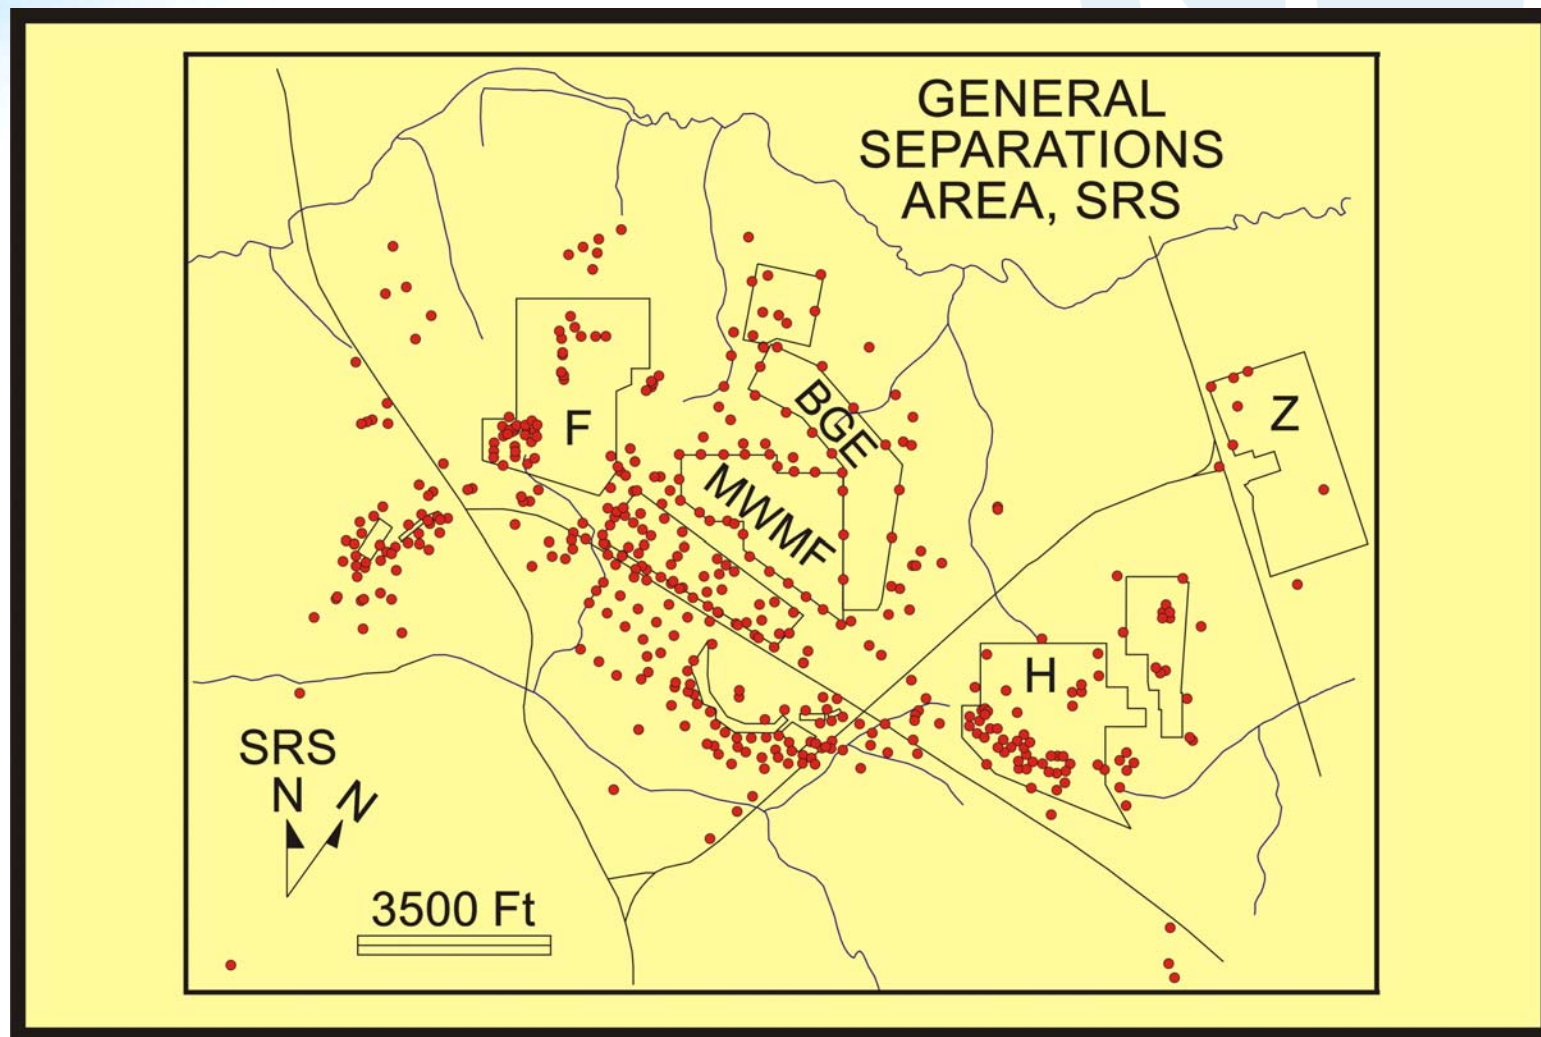 GENERAL
SEPARATIONS
AREA, SRS
BGE
F
Z
MWMF
H
SRS
N N
3500 Ft